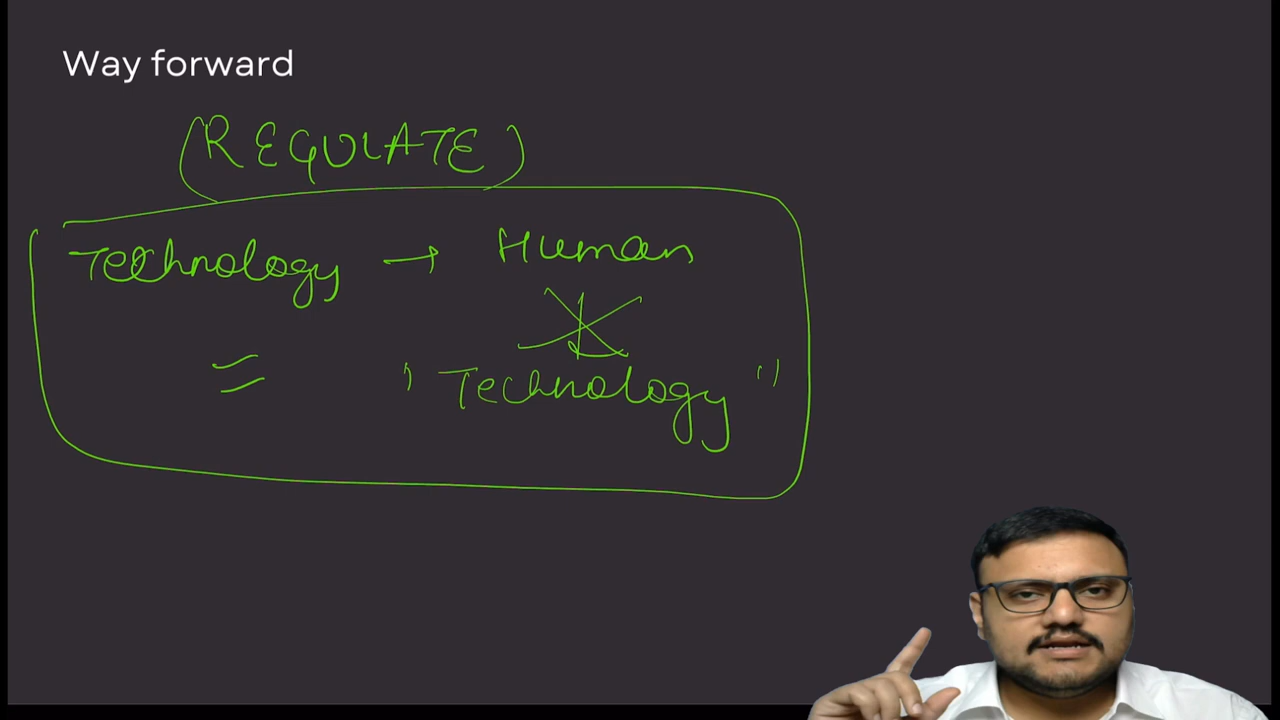 Way forward
(REGULATE)
Technology → Human
= ' Technology "